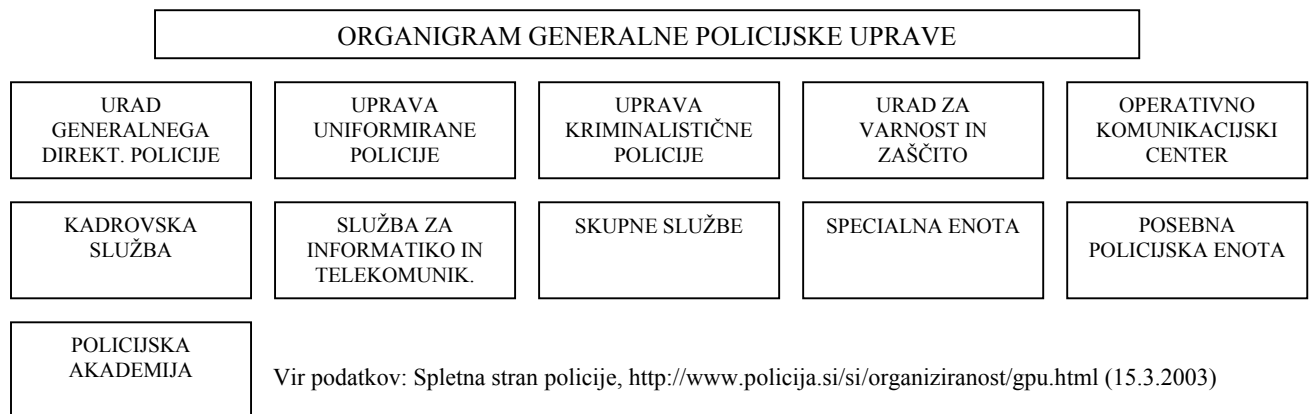 ORGANIGRAM GENERALNE POLICIJSKE UPRAVE
URAD
GENERALNEGA
DIREKT. POLICIJE
UPRAVA
UNIFORMIRANE
POLICIJE
UPRAVA
KRIMINALISTIČNE
POLICIJE
URAD ZA
VARNOST IN
ZAŠČITO
OPERATIVNO
KOMUNIKACIJSKI
CENTER
KADROVSKA
SLUŽBA
SLUŽBA ZA
INFORMATIKO IN
TELEKOMUNIK.
SKUPNE SLUŽBE
SPECIALNA ENOTA
POSEBNA
POLICIJSKA ENOTA
POLICIJSKA
AKADEMIJA
Vir podatkov: Spletna stran policije, http://www.policija.si/si/organiziranost/gpu.html (15.3.2003)